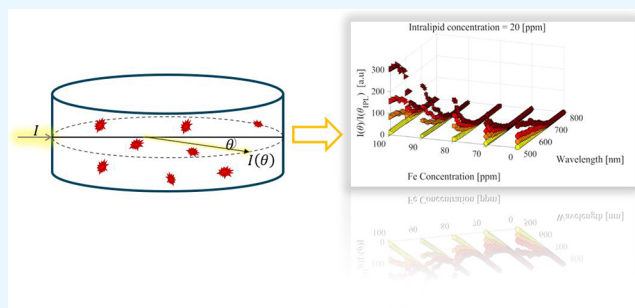 I
θ
I(θ)
Intralipid concentration = 20 [ppm]
I(θ)/I(θ_IPL) [a.u]
300
200
100
0
100
90
80
70
0
Fe Concentration [ppm]
500
600
700
800
Wavelength [nm]